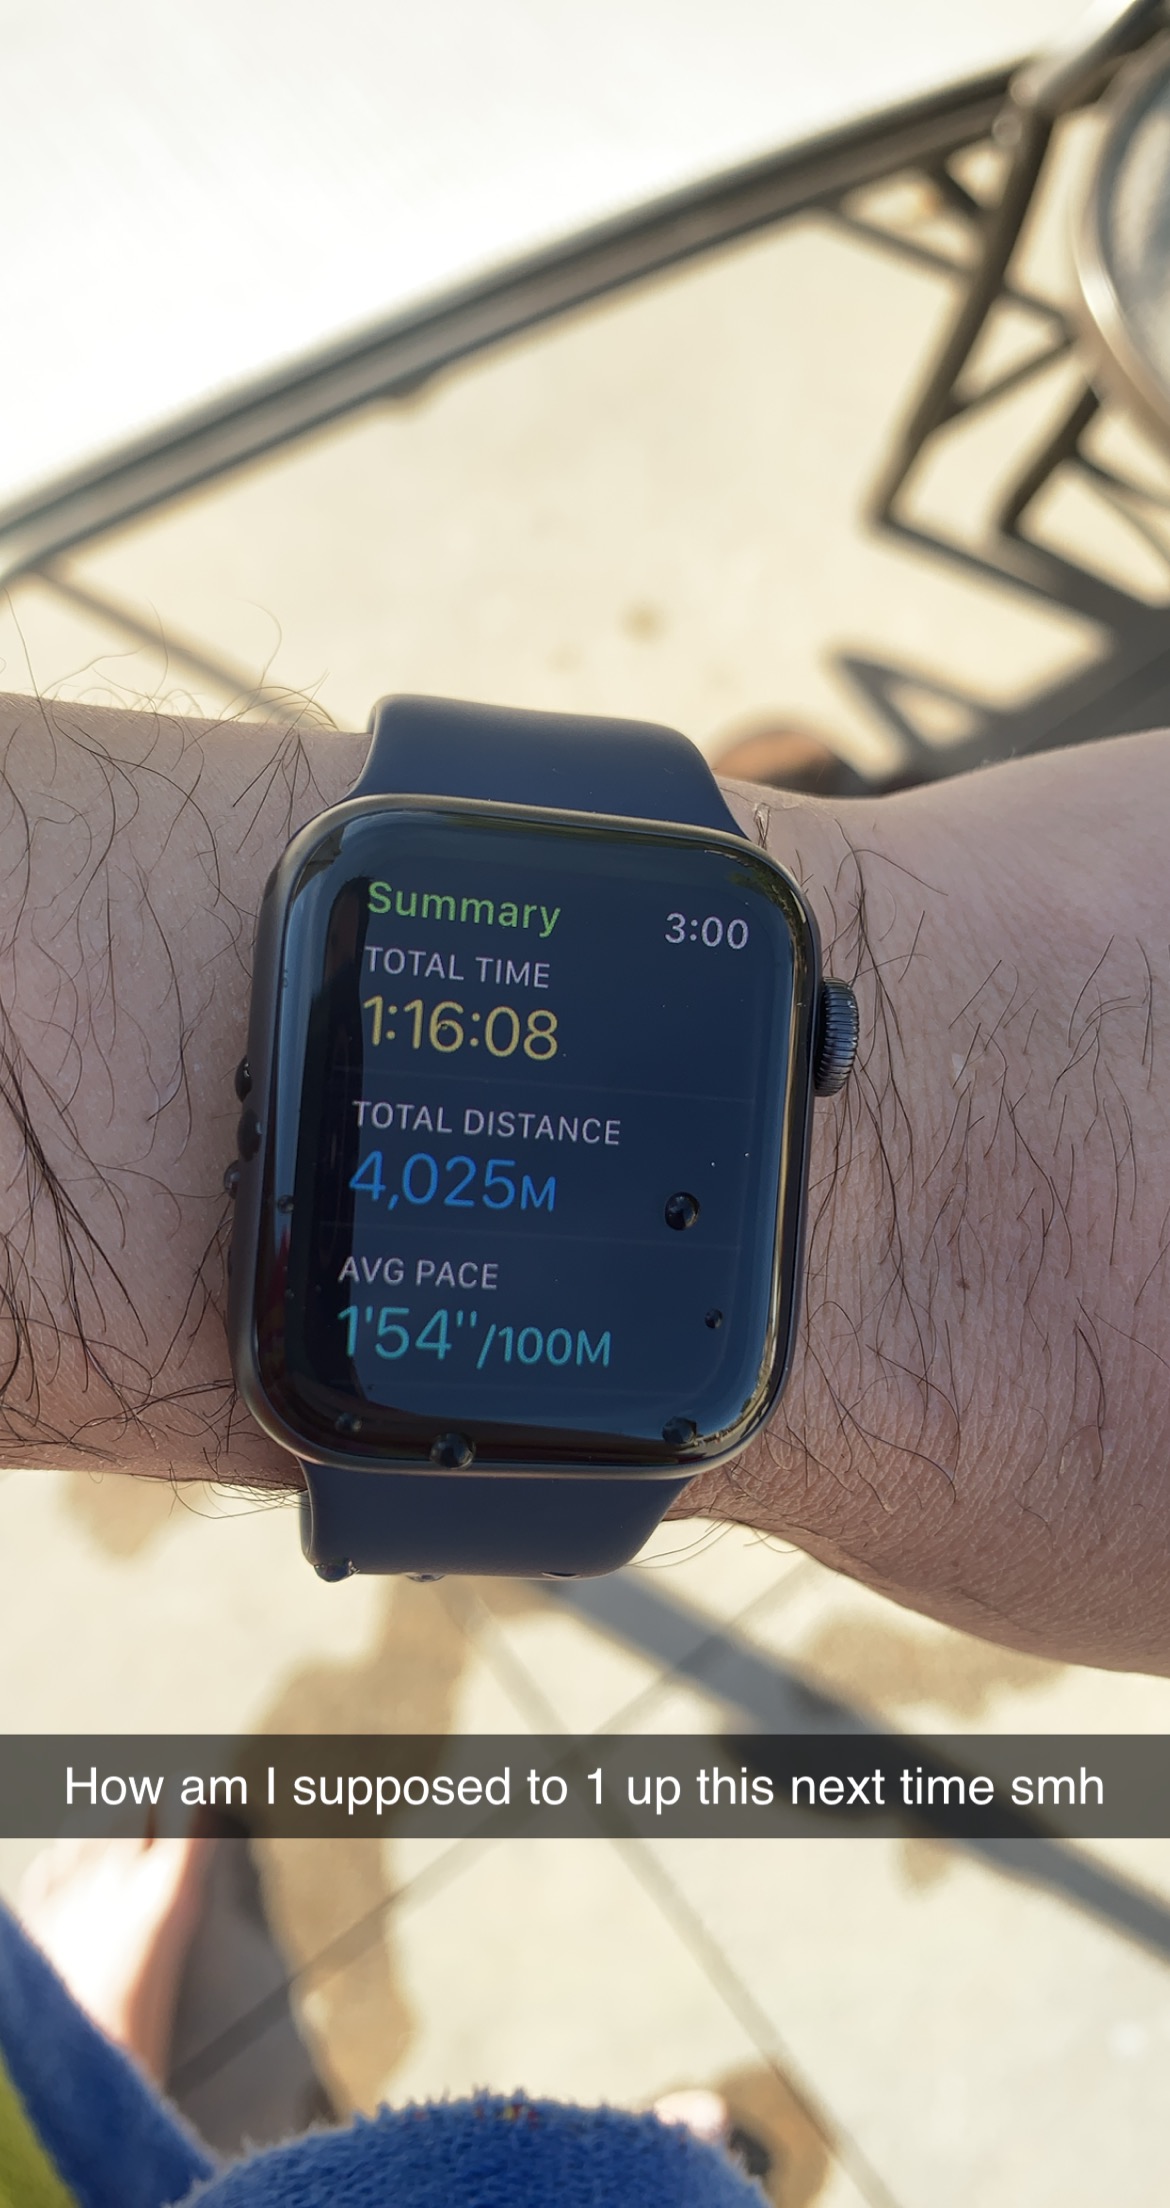 Summary 3:00
TOTAL TIME
1:16:08
TOTAL DISTANCE
4,025M
AVG PACE
1'54"/100M
How am I supposed to 1 up this next time smh